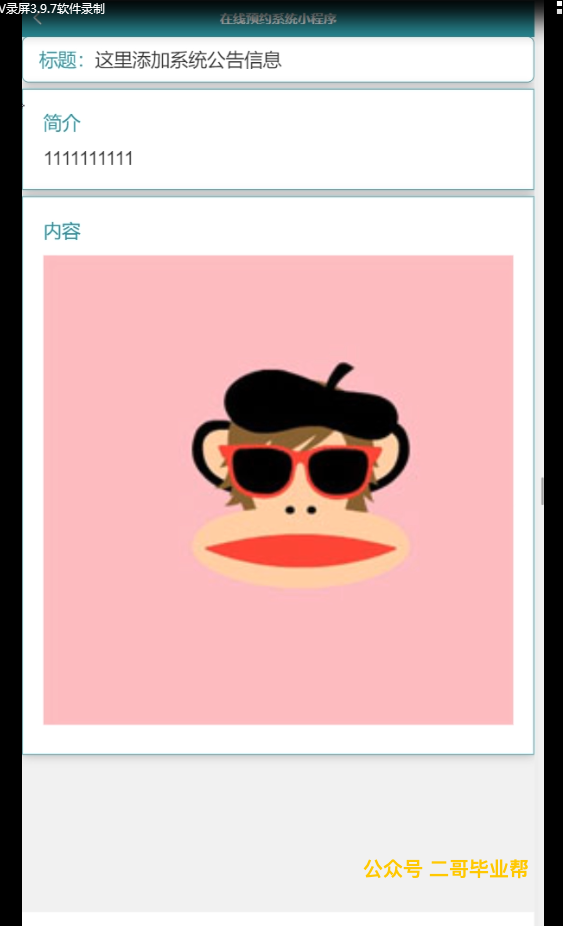 V录屏3.9.7软件录制
在线预约系统小程序
标题：这里添加系统公告信息
简介
1111111111
内容
公众号 二哥毕业帮